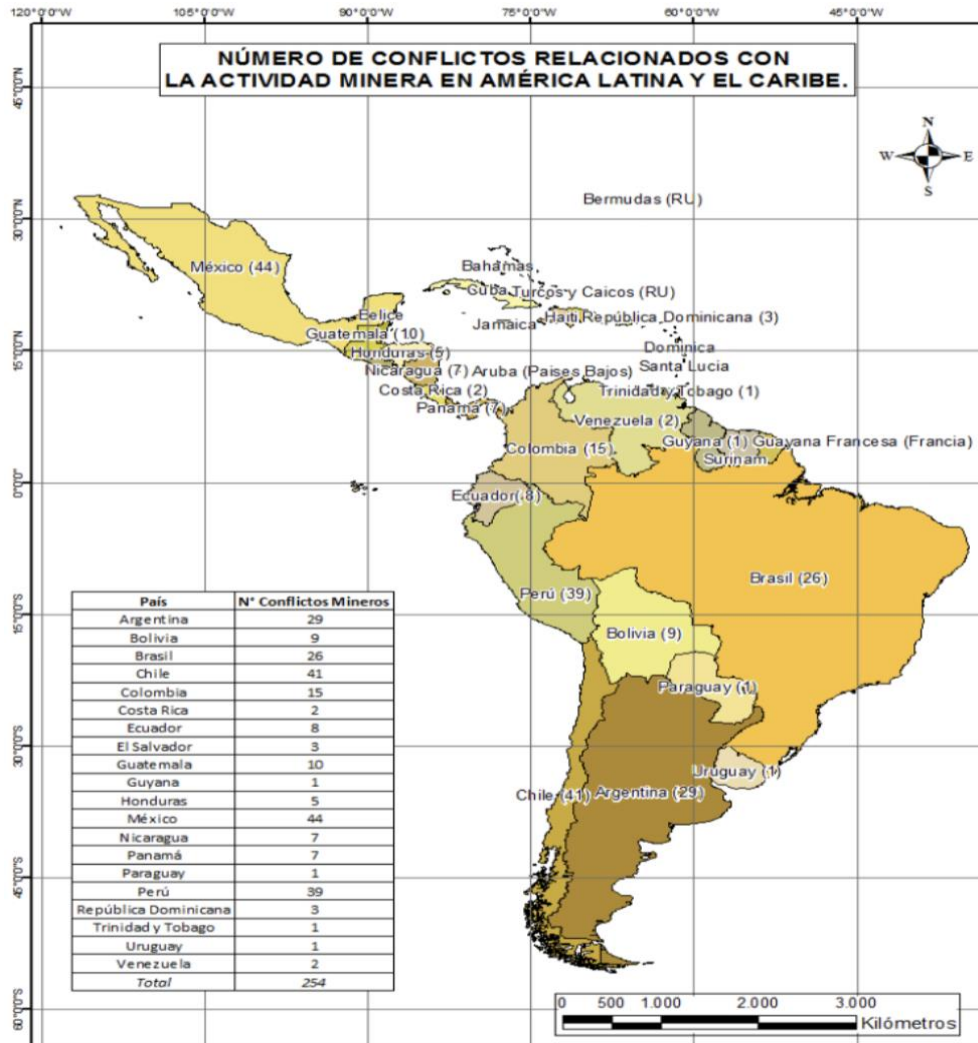 120°0'0"W 105°0'0"W 90°0'0"W 75°0'0"W 60°0'0"W 45°0'0"W
NÚMERO DE CONFLICTOS RELACIONADOS CON
LA ACTIVIDAD MINERA EN AMÉRICA LATINA Y EL CARIBE.
45°0'0"N
N
W E
S
30°0'0"N
Bermudas (RU)
México (44)
Bahamas
Cuba Turcos y Caicos (RU)
Jamaica Haiti República Dominicana (3)
Belice
Guatemala (10)
15°0'0"N
Dominica
Honduras (5)
Santa Lucia
Nicaragua (7) Aruba (Paises Bajos)
Costa Rica (2) Trinidad y Tobago (1)
Panamá (7)
Venezuela (2)
Guyana (1) Guayana Francesa (Francia)
Colombia (15)
Surinam
0°0'0"
Ecuador (8)
Brasil (26)
Perú (39)
15°0'0"S
Bolivia (9)
Paraguay (1)
30°0'0"S
Uruguay (1)
Chile (41) Argentina (29)
45°0'0"S
60°0'0"S
País N° Conflictos Mineros
Argentina 29
Bolivia 9
Brasil 26
Chile 41
Colombia 15
Costa Rica 2
Ecuador 8
El Salvador 3
Guatemala 10
Guyana 1
Honduras 5
México 44
Nicaragua 7
Panamá 7
Paraguay 1
Perú 39
República Dominicana 3
Trinidad y Tobago 1
Uruguay 1
Venezuela 2
Total 254
0 500 1.000 2.000 3.000
Kilómetros